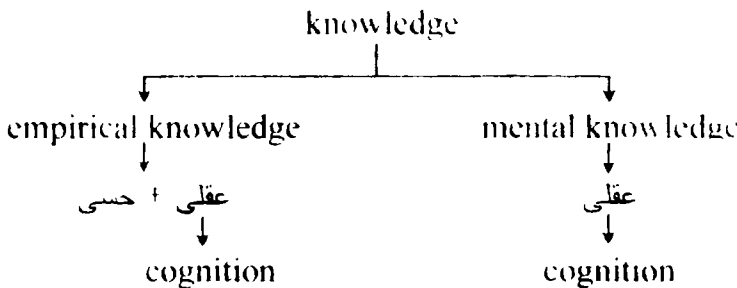 knowledge
empirical knowledge mental knowledge
عقلی + حسی عقلی
cognition cognition